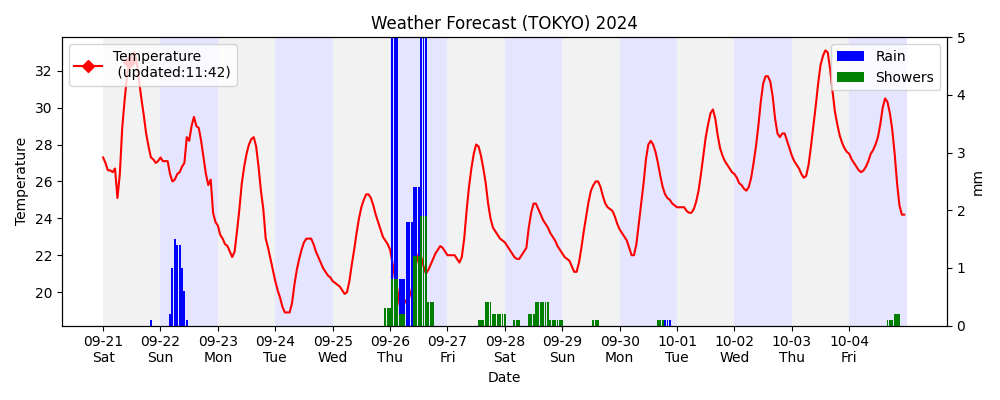 Weather Forecast (TOKYO) 2024
Temperature
(updated:11:42)
Rain
Showers
32
30
28
26
24
22
20
Temperature
5
4
3
2
1
0
mm
09-21 09-22 09-23 09-24 09-25 09-26 09-27 09-28 09-29 09-30 10-01 10-02 10-03 10-04
Sat Sun Mon Tue Wed Thu Fri Sat Sun Mon Tue Wed Thu Fri
Date